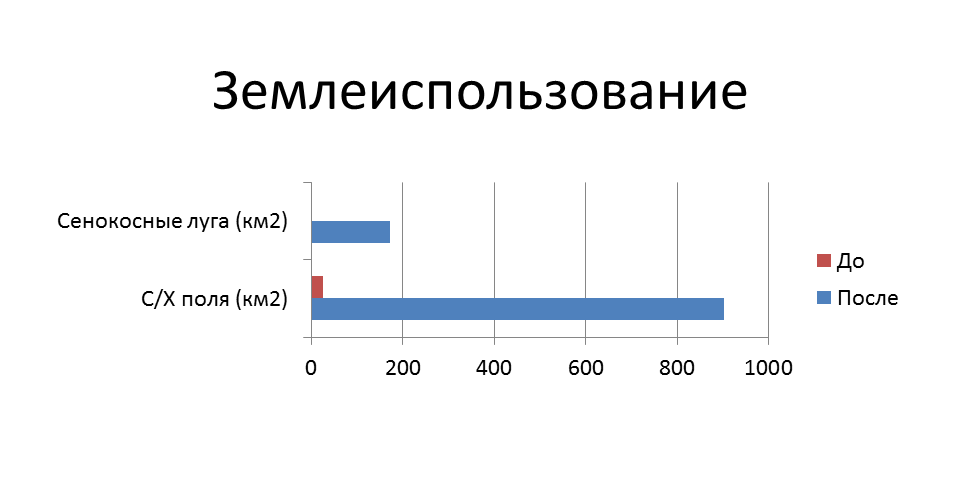 Землеиспользование
Сенокосные луга (км2)
С/Х поля (км2)
До
После
0 200 400 600 800 1000